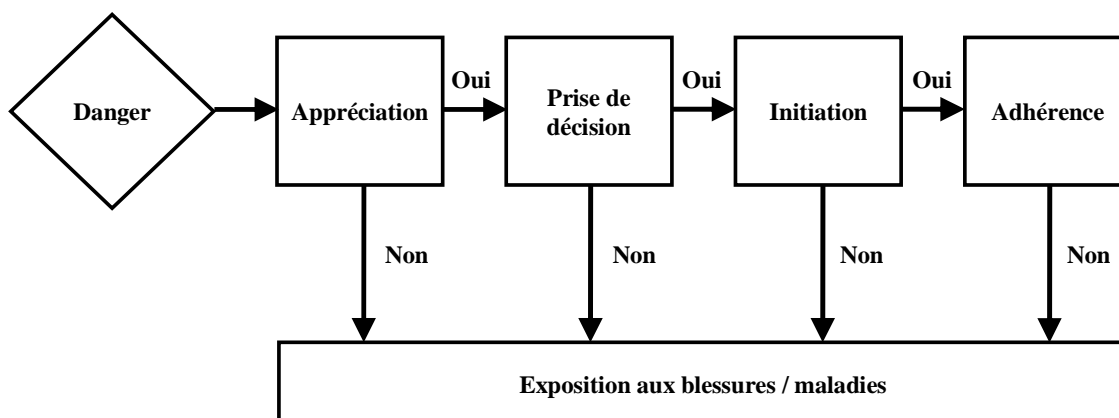 Danger
Appréciation
Oui
Prise de
décision
Oui
Initiation
Oui
Adhérence
Non
Non
Non
Non
Exposition aux blessures / maladies